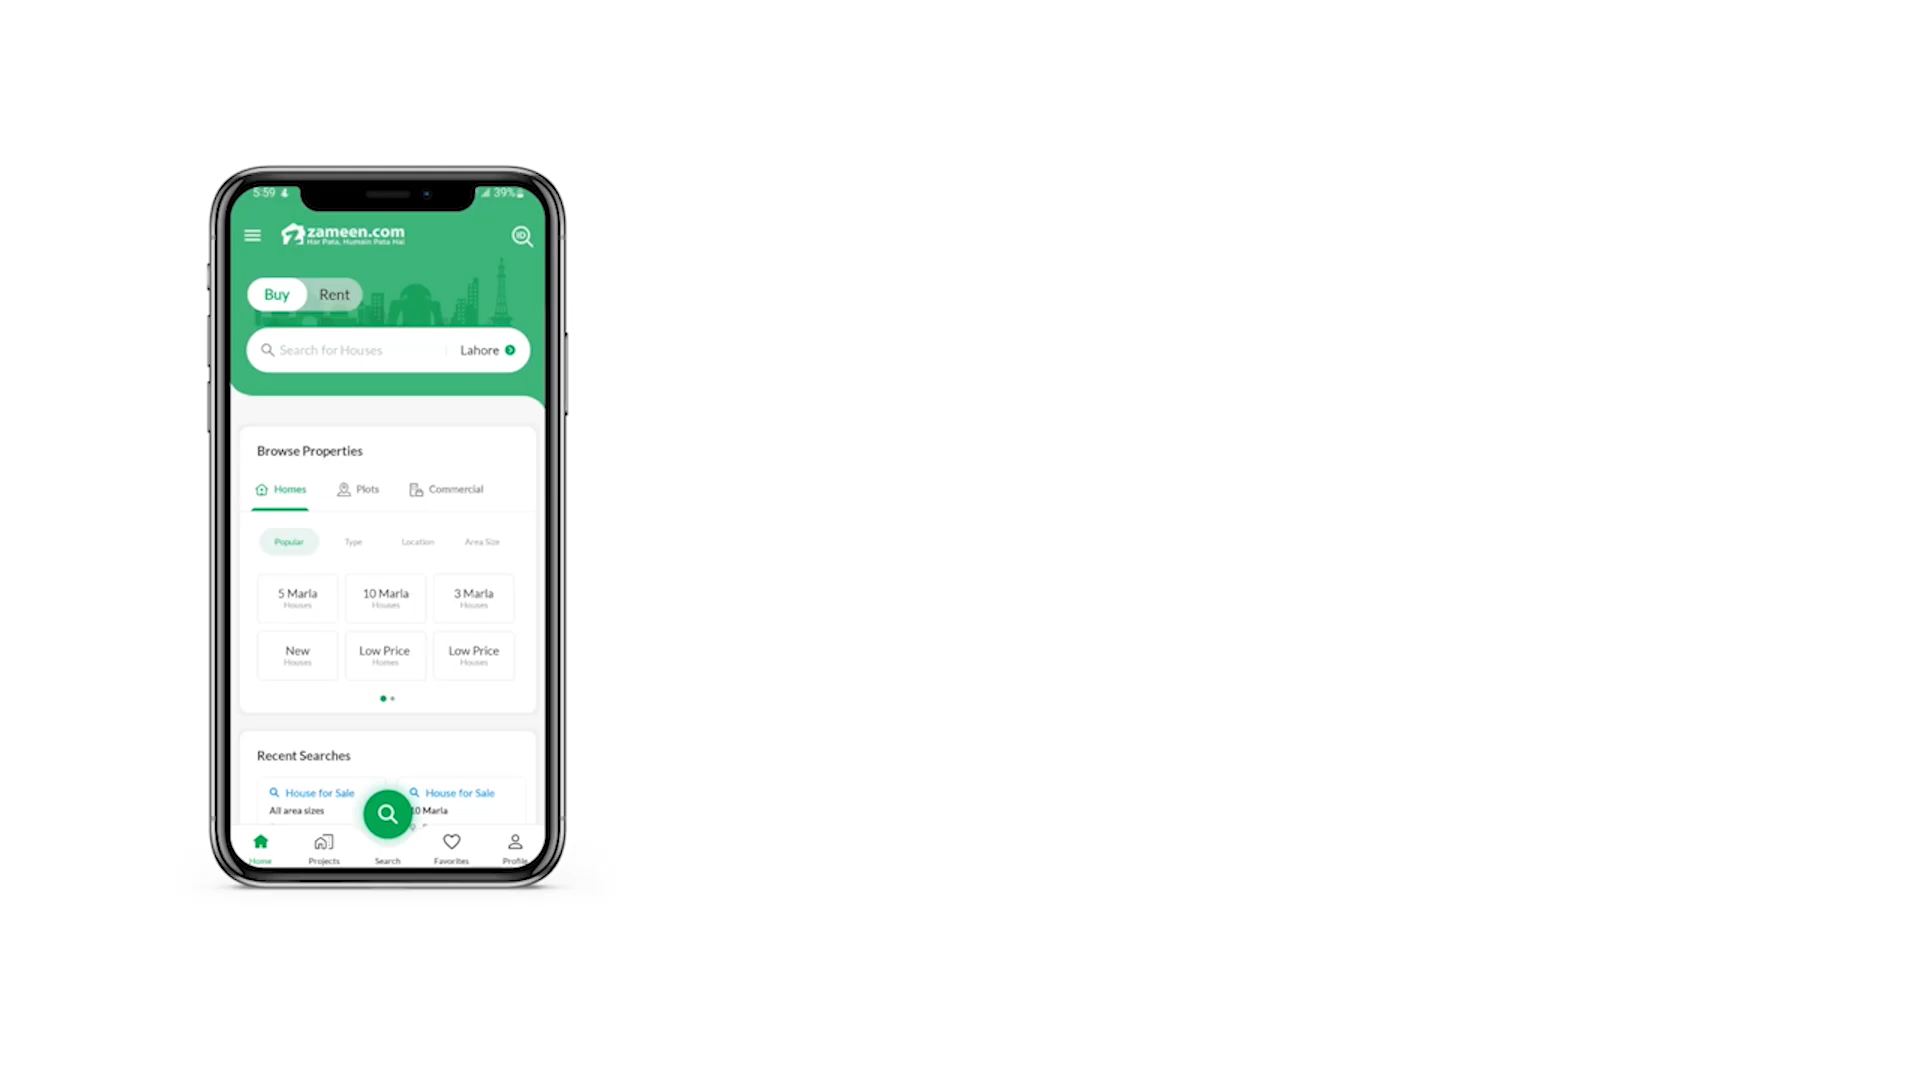 5:59 39%
zameen.com
Har Pata, Humain Pata Hai
ID
Buy Rent
Search for Houses Lahore
Browse Properties
Homes Plots Commercial
Popular Type Location Area Size
5 Marla 10 Marla 3 Marla
Houses Houses Houses
New Low Price Low Price
Houses Homes Houses
Recent Searches
House for Sale House for Sale
All area sizes 10 Marla
Home Projects Search Favorites Profile